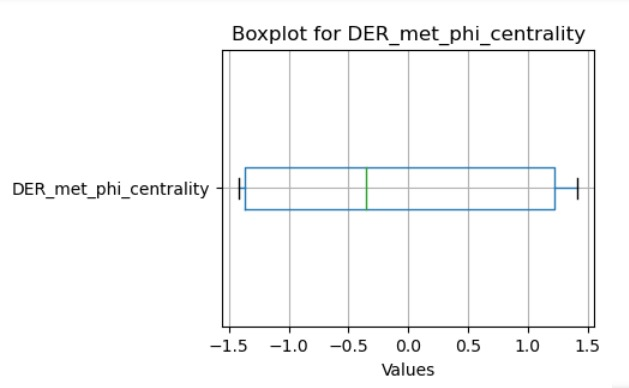 Boxplot for DER_met_phi_centrality
DER_met_phi_centrality
−1.5 −1.0 −0.5 0.0 0.5 1.0 1.5
Values